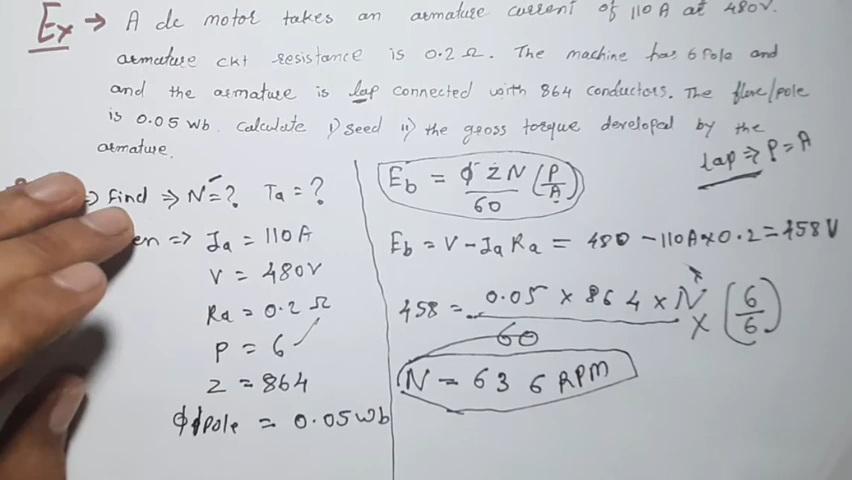 Ex → A dc motor takes an armature current of 110 A at 480V.
armature ckt resistance is 0.2 Ω. The machine has 6 Pole and
and the armature is lap connected with 864 conductors. The flux/pole
is 0.05 Wb. Calculate i) Seed ii) the gross torque developed by the
armature.
lap ⇒ P = A
⇒ Find ⇒ N = ? Ta = ?
en ⇒ Ia = 110A
V = 480V
Ra = 0.2 Ω
P = 6
Z = 864
ϕ/pole = 0.05 Wb
Eb = ϕ Z N / 60 (P/A)
Eb = V - Ia Ra = 480 - 110A × 0.2 = 458 V
458 = 0.05 × 864 × N / 60 × (6/6)
N = 636 RPM